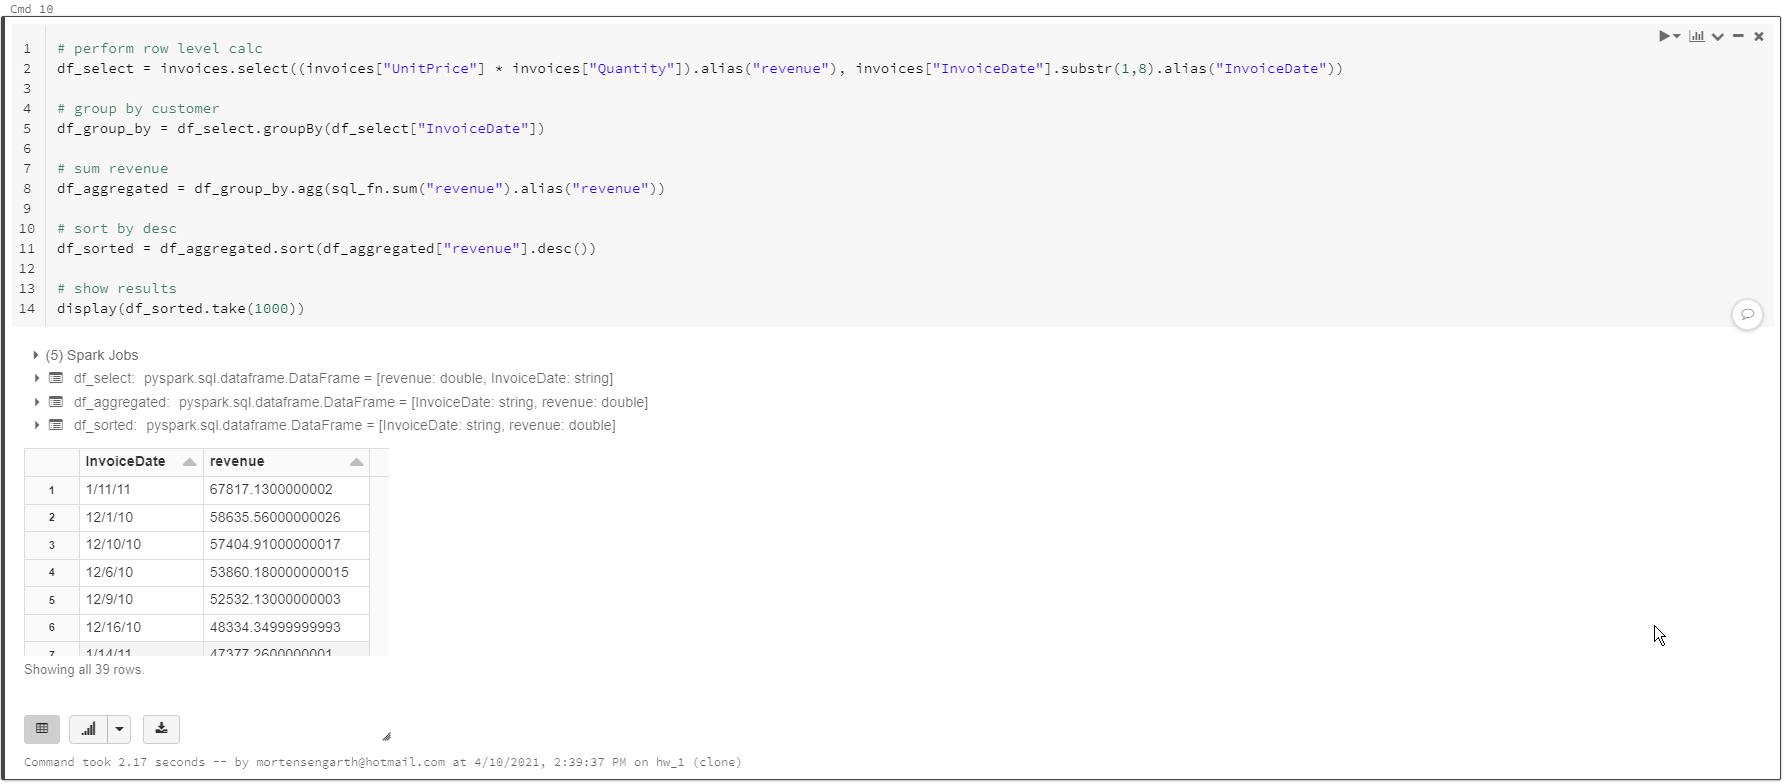 Cmd 10
1 # perform row level calc
2 df_select = invoices.select((invoices["UnitPrice"] * invoices["Quantity"]).alias("revenue"), invoices["InvoiceDate"].substr(1,8).alias("InvoiceDate"))
3
4 # group by customer
5 df_group_by = df_select.groupBy(df_select["InvoiceDate"])
6
7 # sum revenue
8 df_aggregated = df_group_by.agg(sql_fn.sum("revenue").alias("revenue"))
9
10 # sort by desc
11 df_sorted = df_aggregated.sort(df_aggregated["revenue"].desc())
12
13 # show results
14 display(df_sorted.take(1000))
(5) Spark Jobs
df_select: pyspark.sql.dataframe.DataFrame = [revenue: double, InvoiceDate: string]
df_aggregated: pyspark.sql.dataframe.DataFrame = [InvoiceDate: string, revenue: double]
df_sorted: pyspark.sql.dataframe.DataFrame = [InvoiceDate: string, revenue: double]
InvoiceDate revenue
1 1/11/11 67817.1300000002
2 12/1/10 58635.56000000026
3 12/10/10 57404.91000000017
4 12/6/10 53860.180000000015
5 12/9/10 52532.13000000003
6 12/16/10 48334.34999999993
7 1/14/11 47377.2600000001
Showing all 39 rows.
Command took 2.17 seconds -- by mortensengarth@hotmail.com at 4/10/2021, 2:39:37 PM on hw_1 (clone)